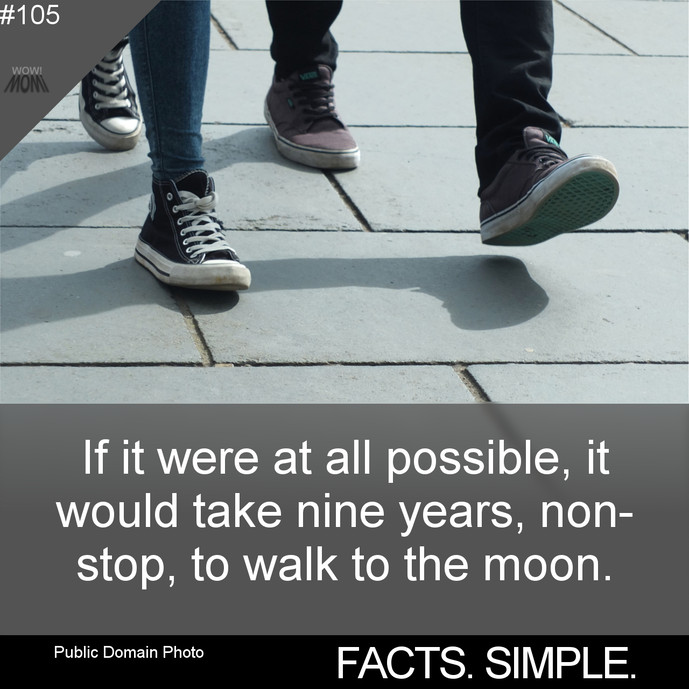 #105
WOW!
MOM!
If it were at all possible, it
would take nine years, non-
stop, to walk to the moon.
Public Domain Photo
FACTS. SIMPLE.